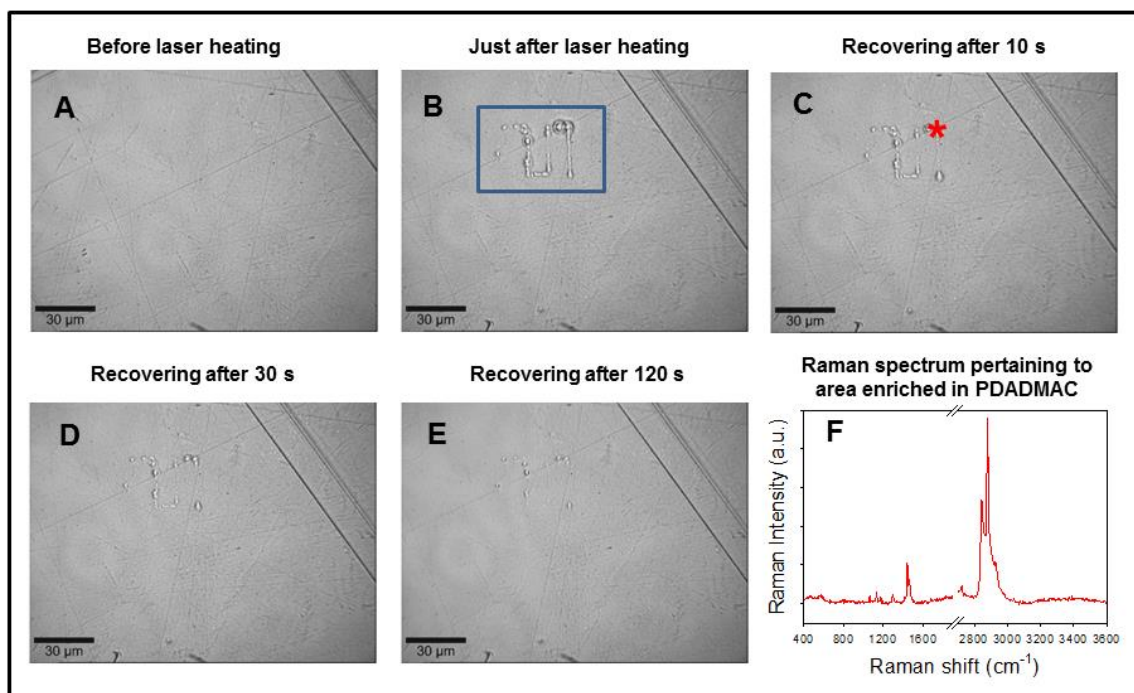 Before laser heating
Just after laser heating
Recovering after 10 s
A
B
C
*
30 µm
30 µm
30 µm
Recovering after 30 s
Recovering after 120 s
Raman spectrum pertaining to
area enriched in PDADMAC
D
E
F
30 µm
30 µm
Raman Intensity (a.u.)
400 800 1200 1600 2800 3000 3200 3400 3600
Raman shift (cm⁻¹)